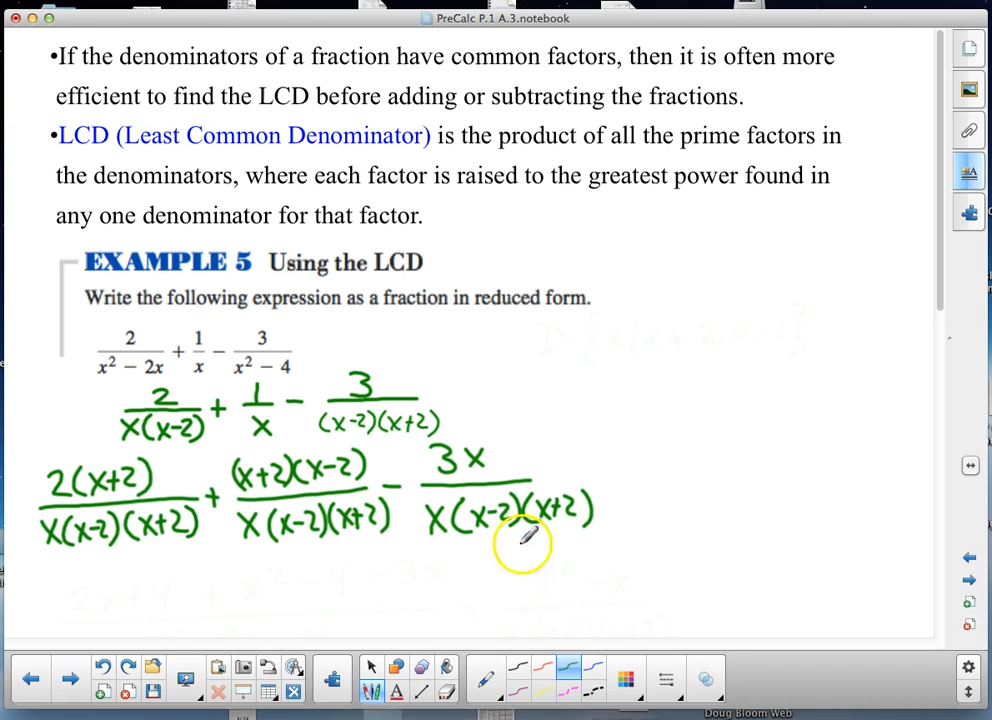 PreCalc P.1 A.3.notebook
•If the denominators of a fraction have common factors, then it is often more
efficient to find the LCD before adding or subtracting the fractions.
•LCD (Least Common Denominator) is the product of all the prime factors in
the denominators, where each factor is raised to the greatest power found in
any one denominator for that factor.
EXAMPLE 5 Using the LCD
Write the following expression as a fraction in reduced form.
2/(x² − 2x) + 1/x − 3/(x² − 4)
2/(x(x-2)) + 1/x − 3/((x-2)(x+2))
2(x+2)/(x(x-2)(x+2)) + (x+2)(x-2)/(x(x-2)(x+2)) − 3x/(x(x-2)(x+2))
2x+4 + x² - 4 - 3x
Doug Bloom Web